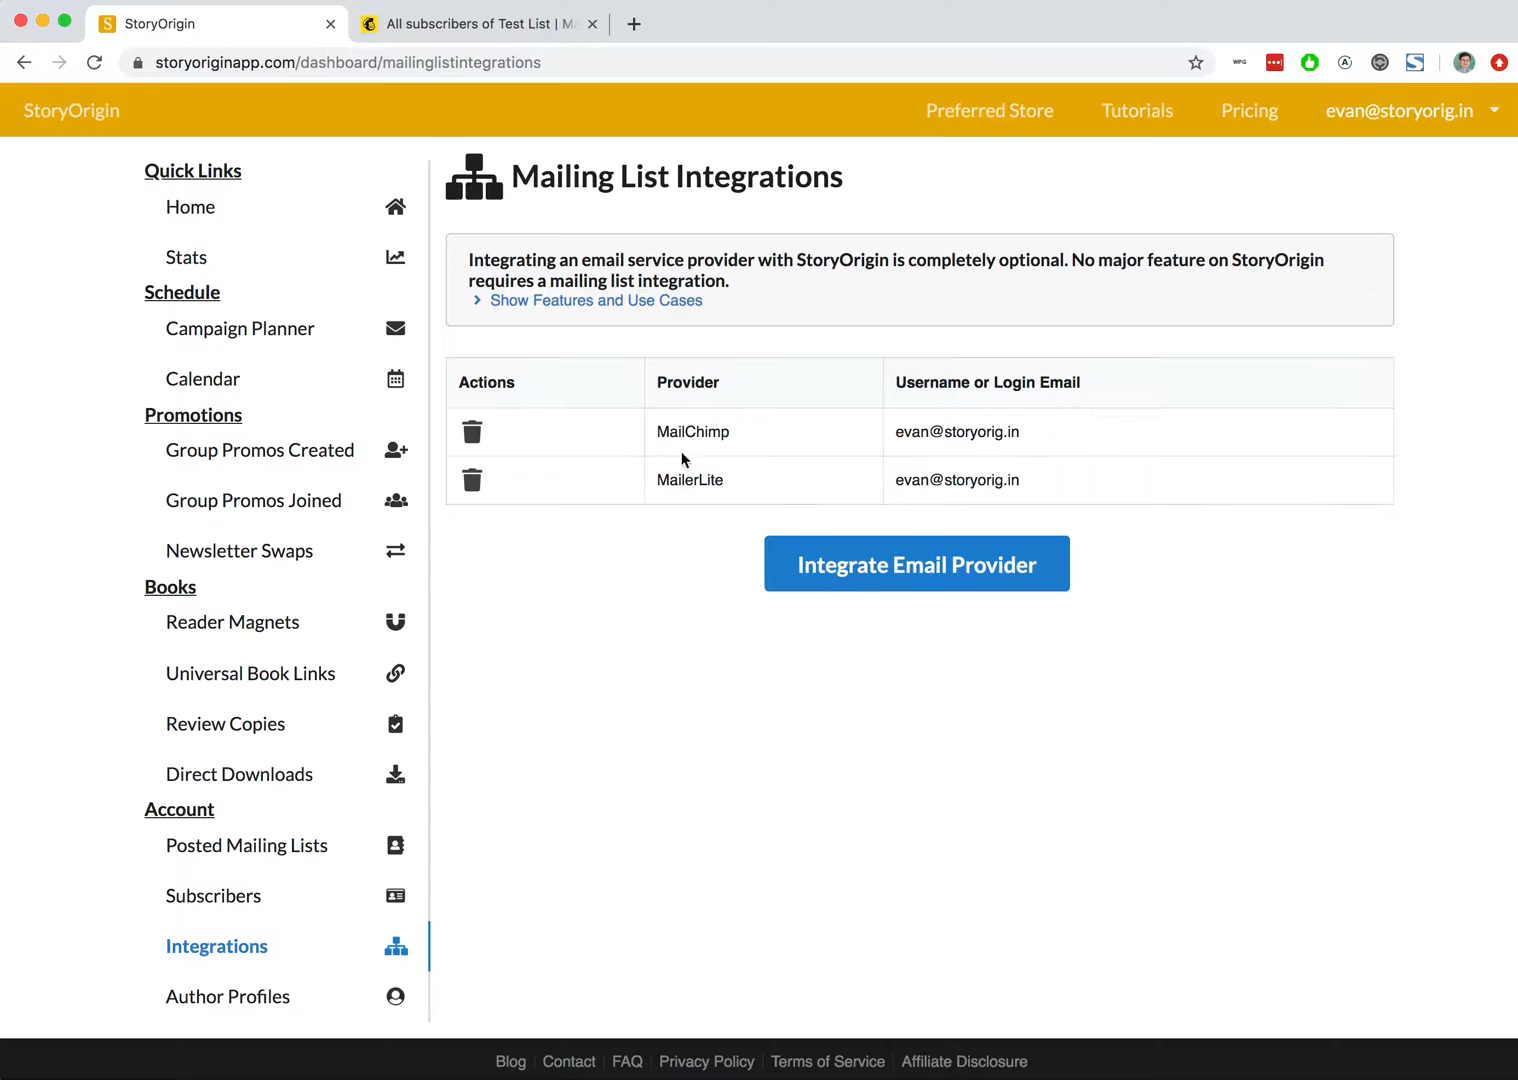 StoryOrigin
All subscribers of Test List | Ma
storyoriginapp.com/dashboard/mailinglistintegrations
WPG
StoryOrigin
Preferred Store
Tutorials
Pricing
evan@storyorig.in
Quick Links
Home
Stats
Schedule
Campaign Planner
Calendar
Promotions
Group Promos Created
Group Promos Joined
Newsletter Swaps
Books
Reader Magnets
Universal Book Links
Review Copies
Direct Downloads
Account
Posted Mailing Lists
Subscribers
Integrations
Author Profiles
Mailing List Integrations
Integrating an email service provider with StoryOrigin is completely optional. No major feature on StoryOrigin
requires a mailing list integration.
Show Features and Use Cases
Actions Provider Username or Login Email
MailChimp evan@storyorig.in
MailerLite evan@storyorig.in
Integrate Email Provider
Blog Contact FAQ Privacy Policy Terms of Service Affiliate Disclosure